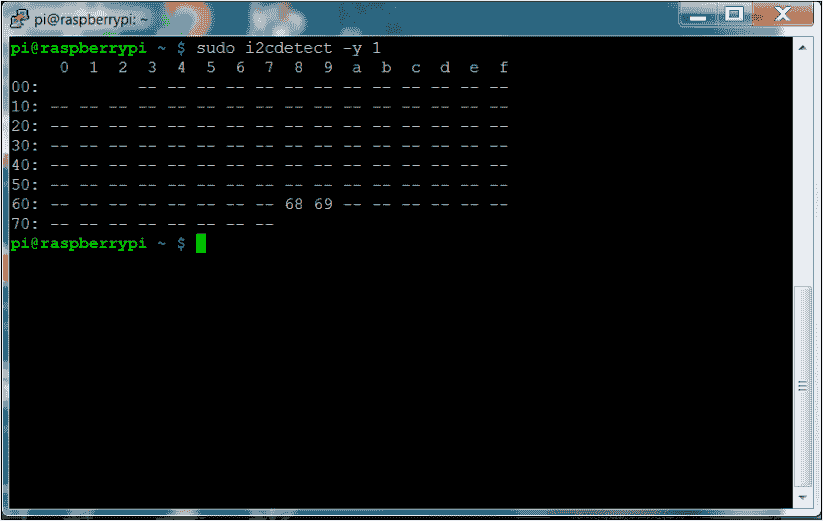 pi@raspberrypi: ~
pi@raspberrypi ~ $ sudo i2cdetect -y 1
     0  1  2  3  4  5  6  7  8  9  a  b  c  d  e  f
00:          -- -- -- -- -- -- -- -- -- -- -- -- --
10: -- -- -- -- -- -- -- -- -- -- -- -- -- -- -- --
20: -- -- -- -- -- -- -- -- -- -- -- -- -- -- -- --
30: -- -- -- -- -- -- -- -- -- -- -- -- -- -- -- --
40: -- -- -- -- -- -- -- -- -- -- -- -- -- -- -- --
50: -- -- -- -- -- -- -- -- -- -- -- -- -- -- -- --
60: -- -- -- -- -- -- -- -- 68 69 -- -- -- -- -- --
70: -- -- -- -- -- -- -- --
pi@raspberrypi ~ $